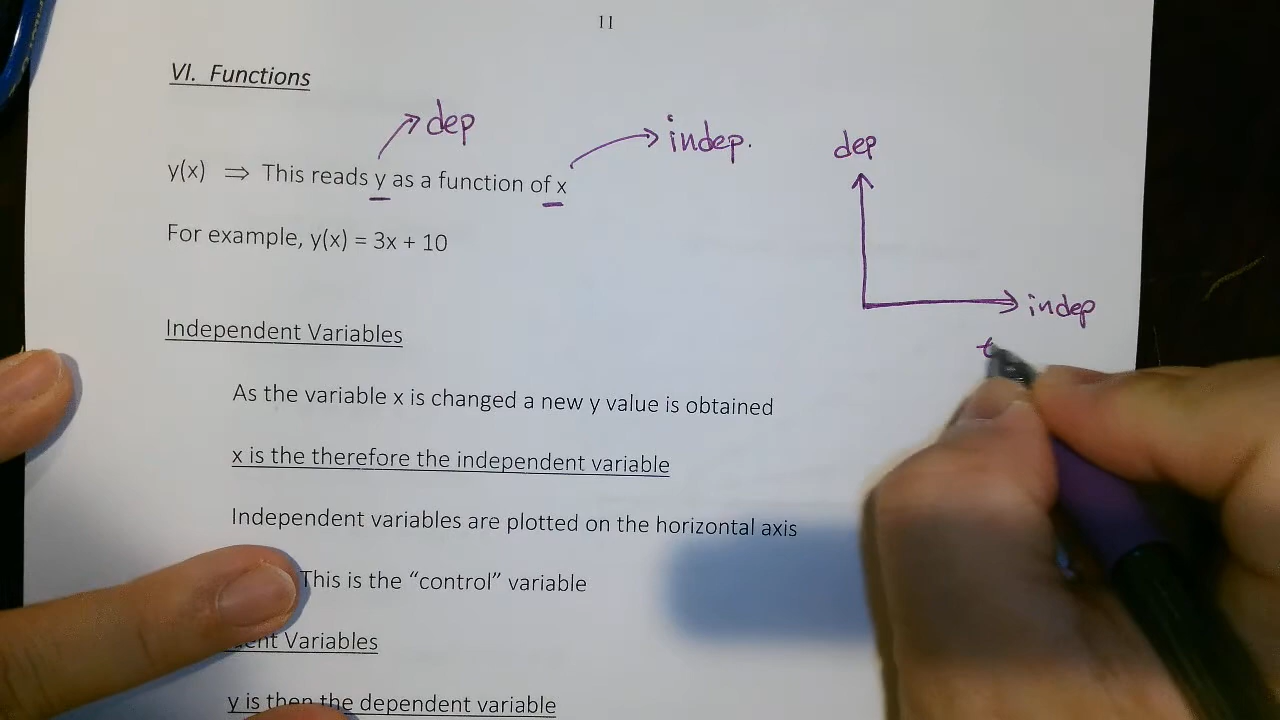 11
VI. Functions
dep
indep.
dep
y(x) ⇒ This reads y as a function of x
For example, y(x) = 3x + 10
indep
t
Independent Variables
As the variable x is changed a new y value is obtained
x is the therefore the independent variable
Independent variables are plotted on the horizontal axis
This is the “control” variable
Variables
y is then the dependent variable